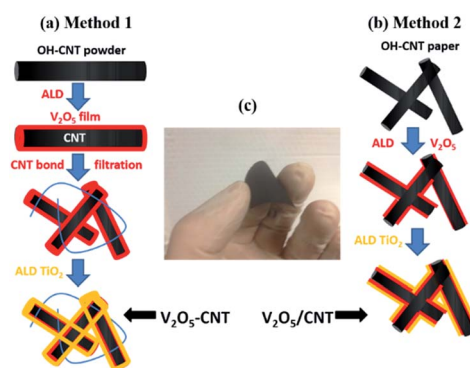 (a) Method 1
OH-CNT powder
ALD
V₂O₅ film
CNT
CNT bond filtration
ALD TiO₂
V₂O₅-CNT
(c)
(b) Method 2
OH-CNT paper
ALD V₂O₅
ALD TiO₂
V₂O₅/CNT